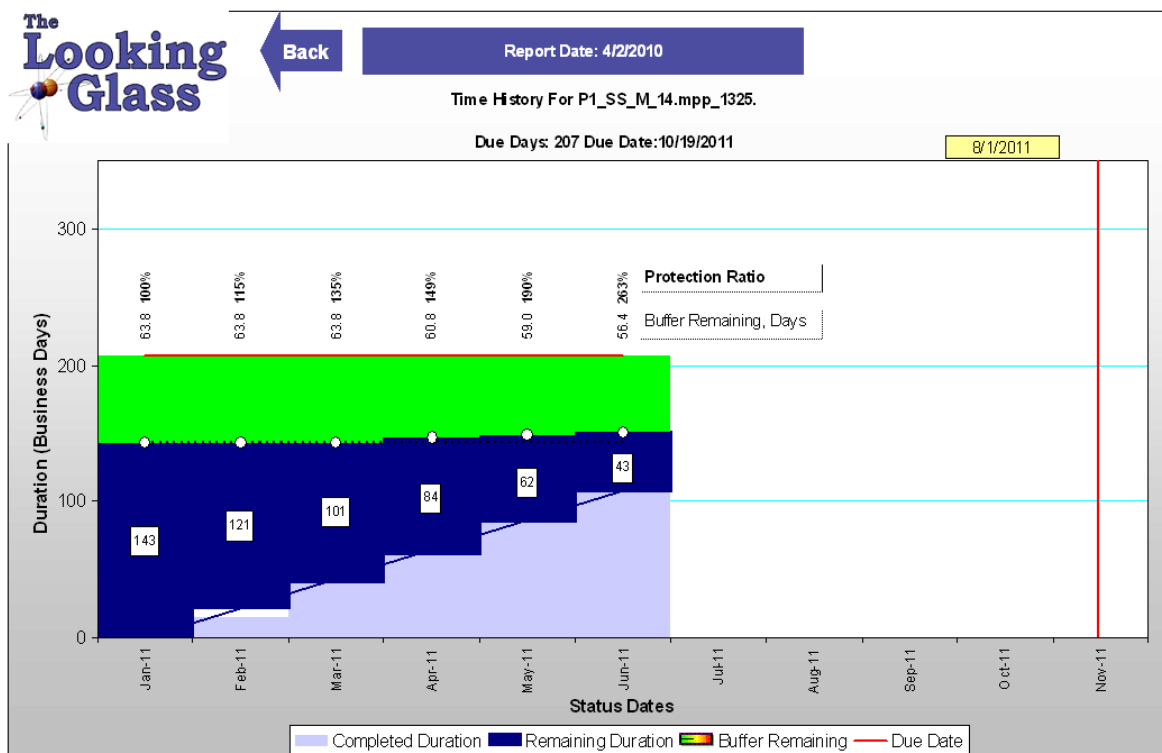 The
Looking
Glass
Back
Report Date: 4/2/2010
Time History For P1_SS_M_14.mpp_1325.
Due Days: 207 Due Date:10/19/2011
8/1/2011
Duration (Business Days)
300
200
100
0
63.8 100%
63.8 115%
63.8 135%
60.8 149%
59.0 190%
56.4 263%
Protection Ratio
Buffer Remaining, Days
143
121
101
84
62
43
Jan-11
Feb-11
Mar-11
Apr-11
May-11
Jun-11
Jul-11
Aug-11
Sep-11
Oct-11
Nov-11
Status Dates
Completed Duration Remaining Duration Buffer Remaining Due Date